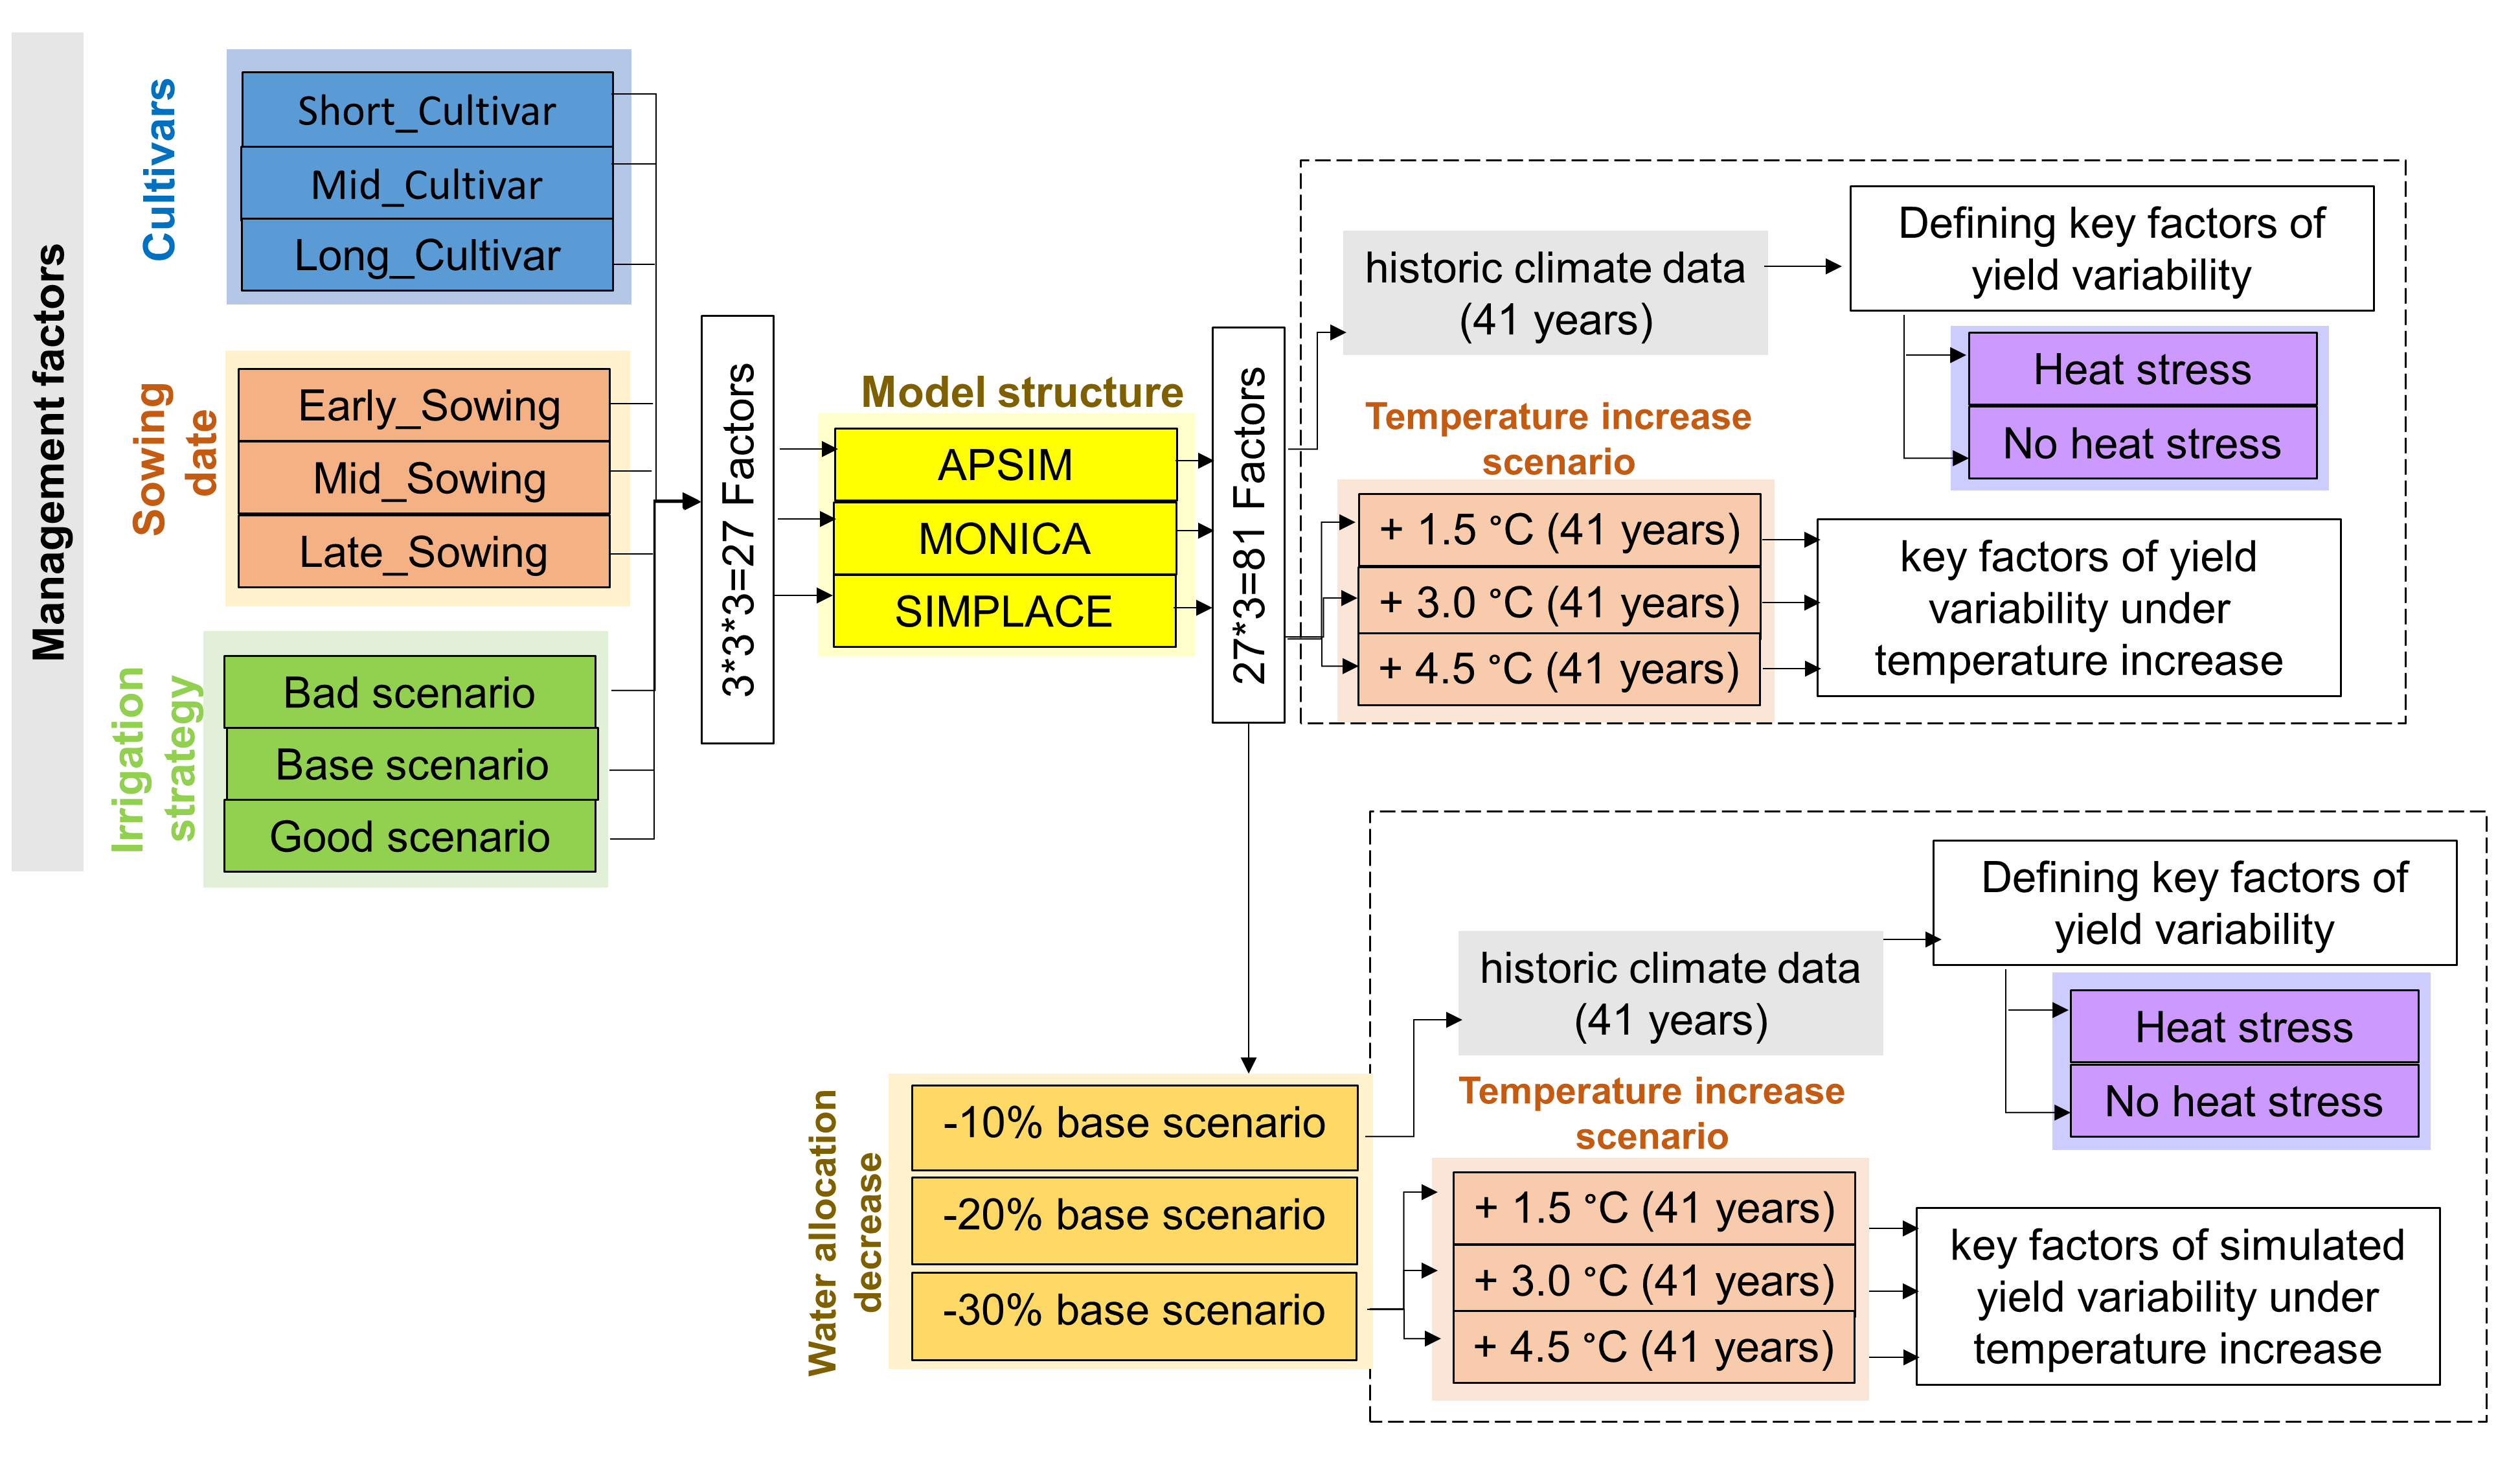 Management factors
Cultivars
Short_Cultivar
Mid_Cultivar
Long_Cultivar
Sowing
date
Early_Sowing
Mid_Sowing
Late_Sowing
Irrigation
strategy
Bad scenario
Base scenario
Good scenario
3*3*3=27 Factors
Model structure
APSIM
MONICA
SIMPLACE
27*3=81 Factors
historic climate data
(41 years)
Defining key factors of
yield variability
Heat stress
No heat stress
Temperature increase
scenario
+ 1.5 °C (41 years)
+ 3.0 °C (41 years)
+ 4.5 °C (41 years)
key factors of yield
variability under
temperature increase
Water allocation
decrease
-10% base scenario
-20% base scenario
-30% base scenario
historic climate data
(41 years)
Defining key factors of
yield variability
Heat stress
No heat stress
Temperature increase
scenario
+ 1.5 °C (41 years)
+ 3.0 °C (41 years)
+ 4.5 °C (41 years)
key factors of simulated
yield variability under
temperature increase